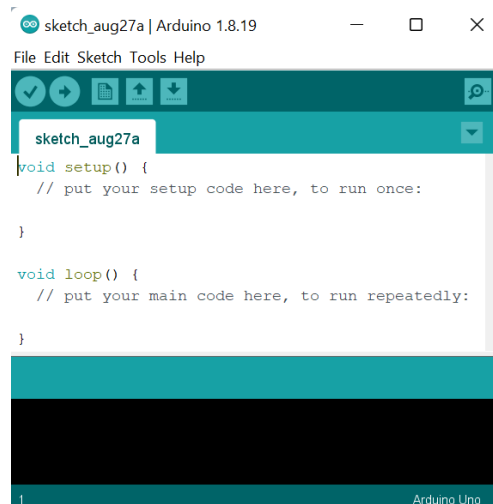 sketch_aug27a | Arduino 1.8.19
File Edit Sketch Tools Help
sketch_aug27a
void setup() {
  // put your setup code here, to run once:
}
void loop() {
  // put your main code here, to run repeatedly:
}
1 Arduino Uno